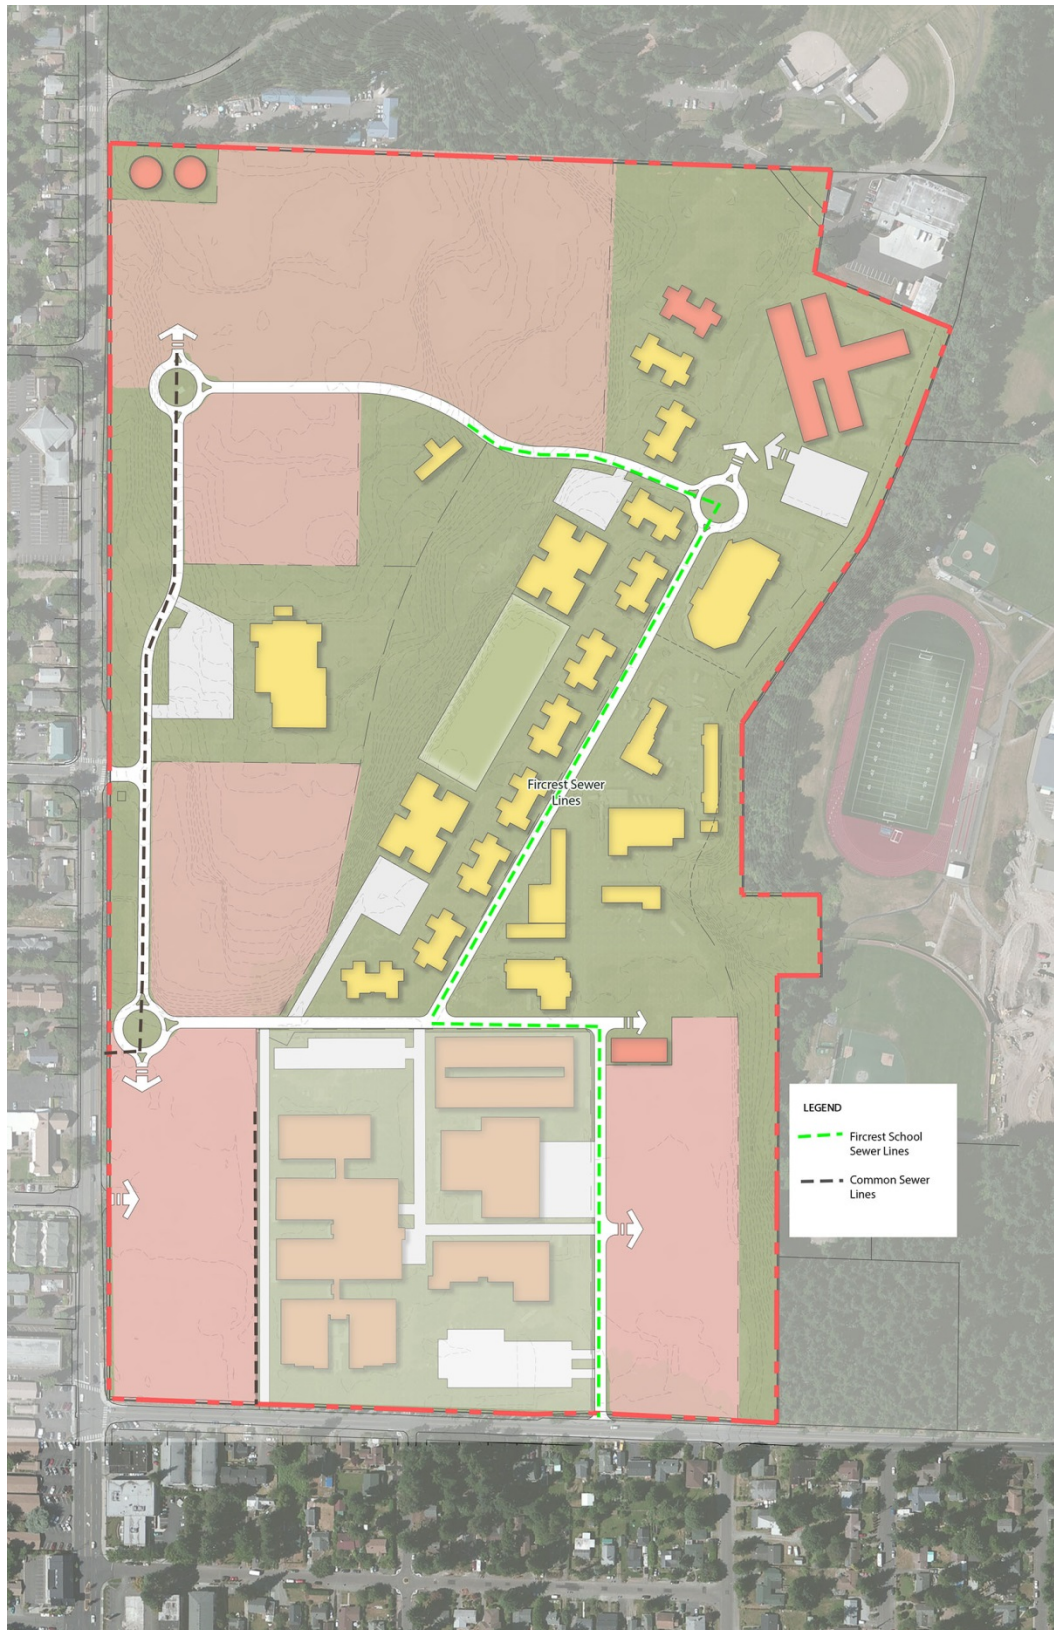 Fircrest Sewer
Lines
LEGEND
Fircrest School
Sewer Lines
Common Sewer
Lines